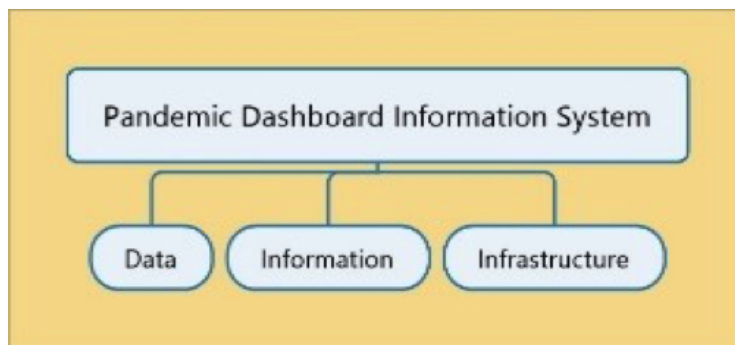 Pandemic Dashboard Information System
Data
Information
Infrastructure